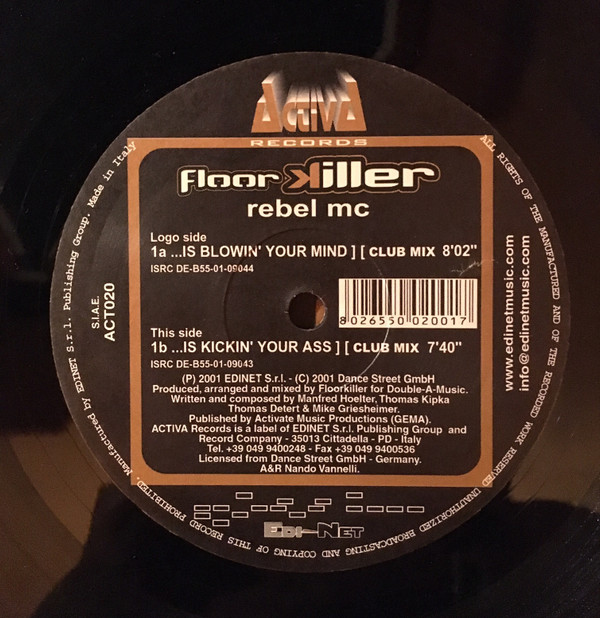 ACTIVA
RECORDS
floor killer
rebel mc
Logo side
1a ...IS BLOWIN' YOUR MIND ] [ CLUB MIX 8'02"
ISRC DE-B55-01-09044
8026550020017
This side
1b ...IS KICKIN' YOUR ASS ] [ CLUB MIX 7'40"
ISRC DE-B55-01-09043
(P) 2001 EDINET S.r.l. - (C) 2001 Dance Street GmbH
Produced, arranged and mixed by Floorkiller for Double-A-Music.
Written and composed by Manfred Hoelter, Thomas Kipka
Thomas Detert & Mike Griesheimer.
Published by Activate Music Productions (GEMA).
ACTIVA Records is a label of EDINET S.r.l. Publishing Group and
Record Company - 35013 Cittadella - PD - Italy
Tel. +39 049 9400248 - Fax +39 049 9400536
Licensed from Dance Street GmbH - Germany.
A&R Nando Vannelli.
EDI-NET
S.I.A.E.
ACT020
www.edinetmusic.com
info@edinetmusic.com
Manufactured by EDINET S.r.l. Publishing Group. Made in Italy
ALL RIGHTS OF THE MANUFACTURED AND OF THE RECORDED WORK RESERVED UNAUTHORIZED BROADCASTING AND COPYING OF THIS RECORD PROHIBITED.